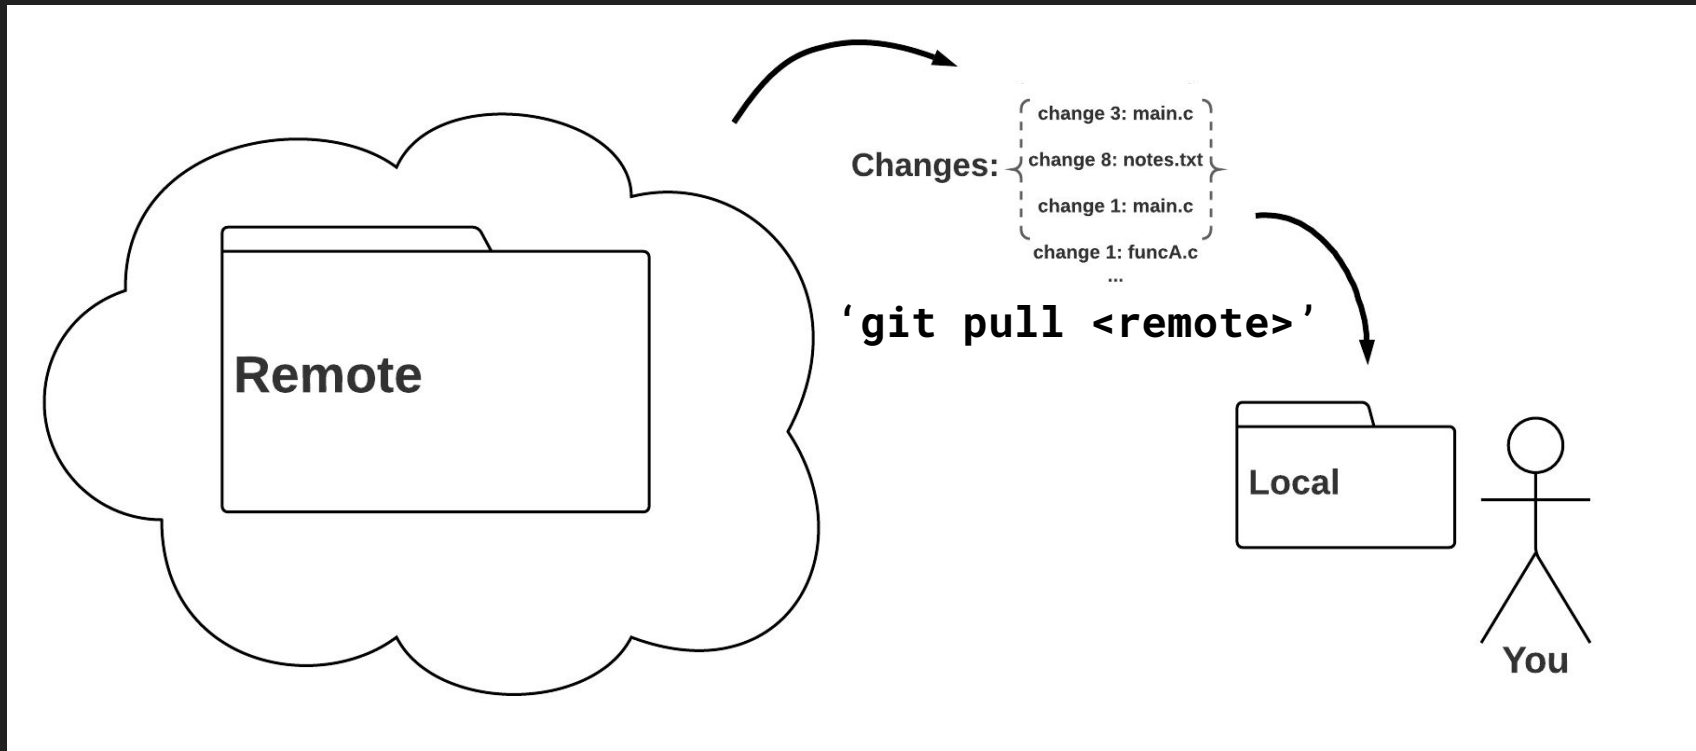 change 3: main.c
Changes: change 8: notes.txt
change 1: main.c
change 1: funcA.c
...
‘git pull <remote>’
Remote
Local
You